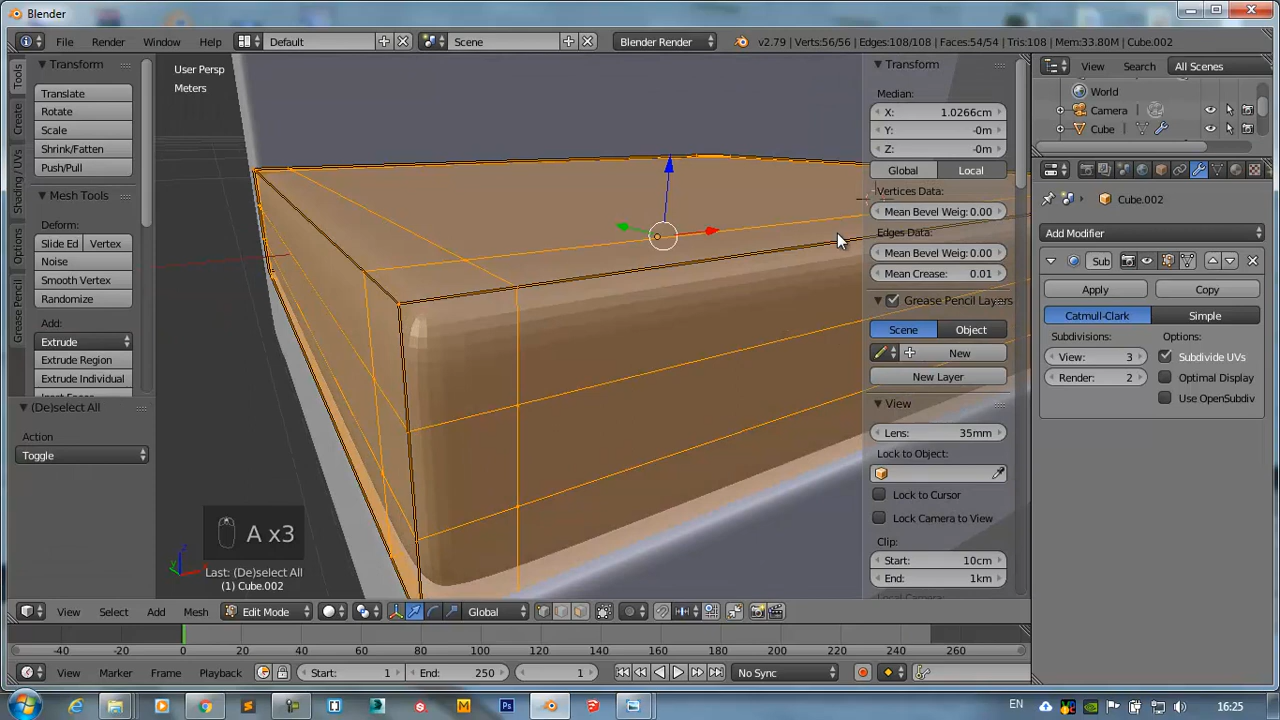 Blender
File Render Window Help Default Scene Blender Render v2.79 | Verts:56/56 | Edges:108/108 | Faces:54/54 | Tris:108 | Mem:33.80M | Cube.002
Transform
Translate
Rotate
Scale
Shrink/Fatten
Push/Pull
Mesh Tools
Deform:
Slide Ed Vertex
Noise
Smooth Vertex
Randomize
Add:
Extrude
Extrude Region
Extrude Individual
(De)select All
Action
Toggle
Tools
Create
Shading / UVs
Options
Grease Pencil
User Persp
Meters
A x3
Last: (De)select All
(1) Cube.002
Transform
Median:
X: 1.0266cm
Y: -0m
Z: -0m
Global Local
Vertices Data:
Mean Bevel Weig: 0.00
Edges Data:
Mean Bevel Weig: 0.00
Mean Crease: 0.01
Grease Pencil Layers
Scene Object
New
New Layer
View
Lens: 35mm
Lock to Object:
Lock to Cursor
Lock Camera to View
Clip:
Start: 10cm
End: 1km
View Search All Scenes
World
Camera
Cube
Cube.002
Add Modifier
Sub
Apply Copy
Catmull-Clark Simple
Subdivisions: Options:
View: 3 Subdivide UVs
Render: 2 Optimal Display
Use OpenSubdiv
View Select Add Mesh Edit Mode Global
-40 -20 0 20 40 60 80 100 120 140 160 180 200 220 240 260
View Marker Frame Playback Start: 1 End: 250 1 No Sync
EN 16:25